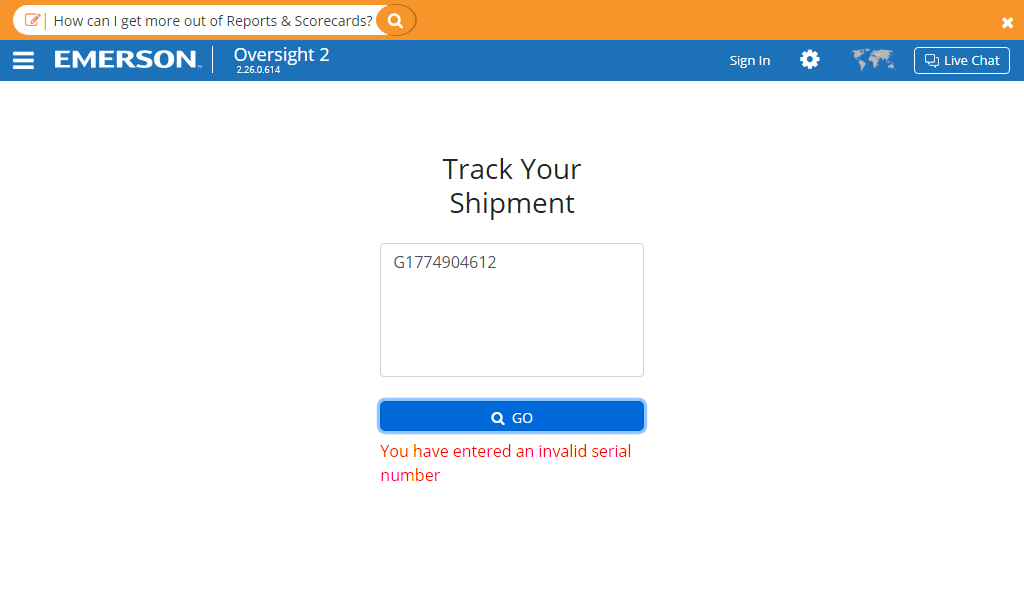 How can I get more out of Reports & Scorecards?
EMERSON
Oversight 2
2.26.0.614
Sign In
Live Chat
Track Your
Shipment
G1774904612
GO
You have entered an invalid serial
number